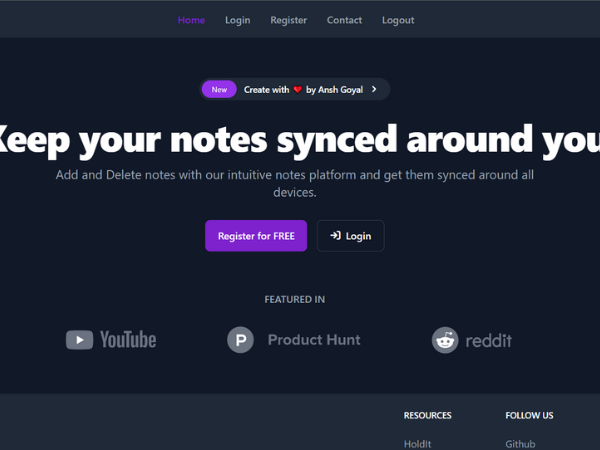 Home Login Register Contact Logout
New Create with ❤ by Ansh Goyal
Keep your notes synced around you
Add and Delete notes with our intuitive notes platform and get them synced around all
devices.
Register for FREE Login
FEATURED IN
YouTube Product Hunt reddit
RESOURCES FOLLOW US
HoldIt Github